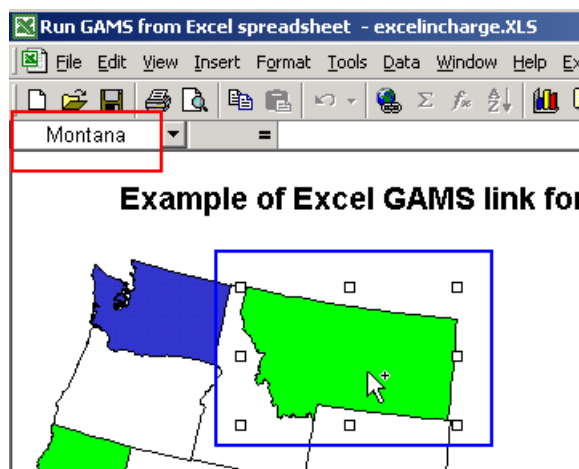 Run GAMS from Excel spreadsheet - excelincharge.XLS
File Edit View Insert Format Tools Data Window Help Ex
Montana =
Example of Excel GAMS link for